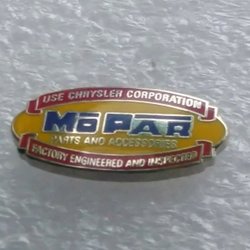 USE CHRYSLER CORPORATION
MOPAR
PARTS AND ACCESSORIES
FACTORY ENGINEERED AND INSPECTED